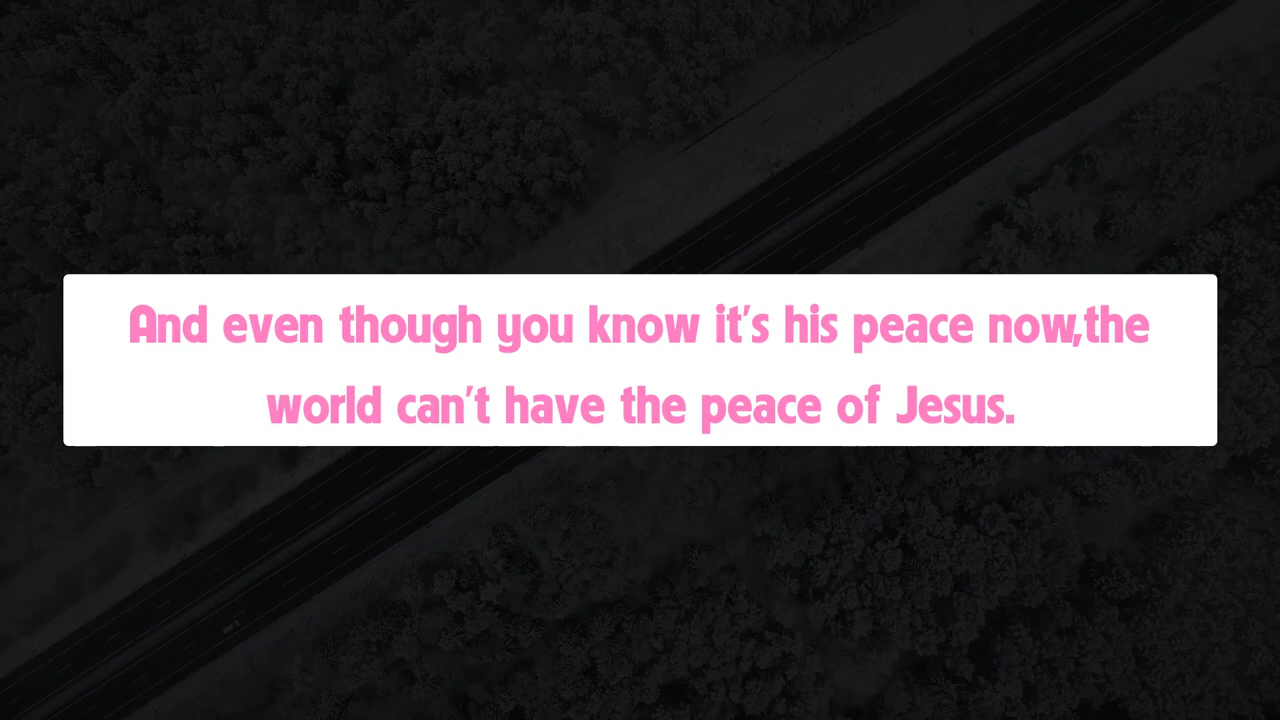 And even though you know it's his peace now,the
world can't have the peace of Jesus.